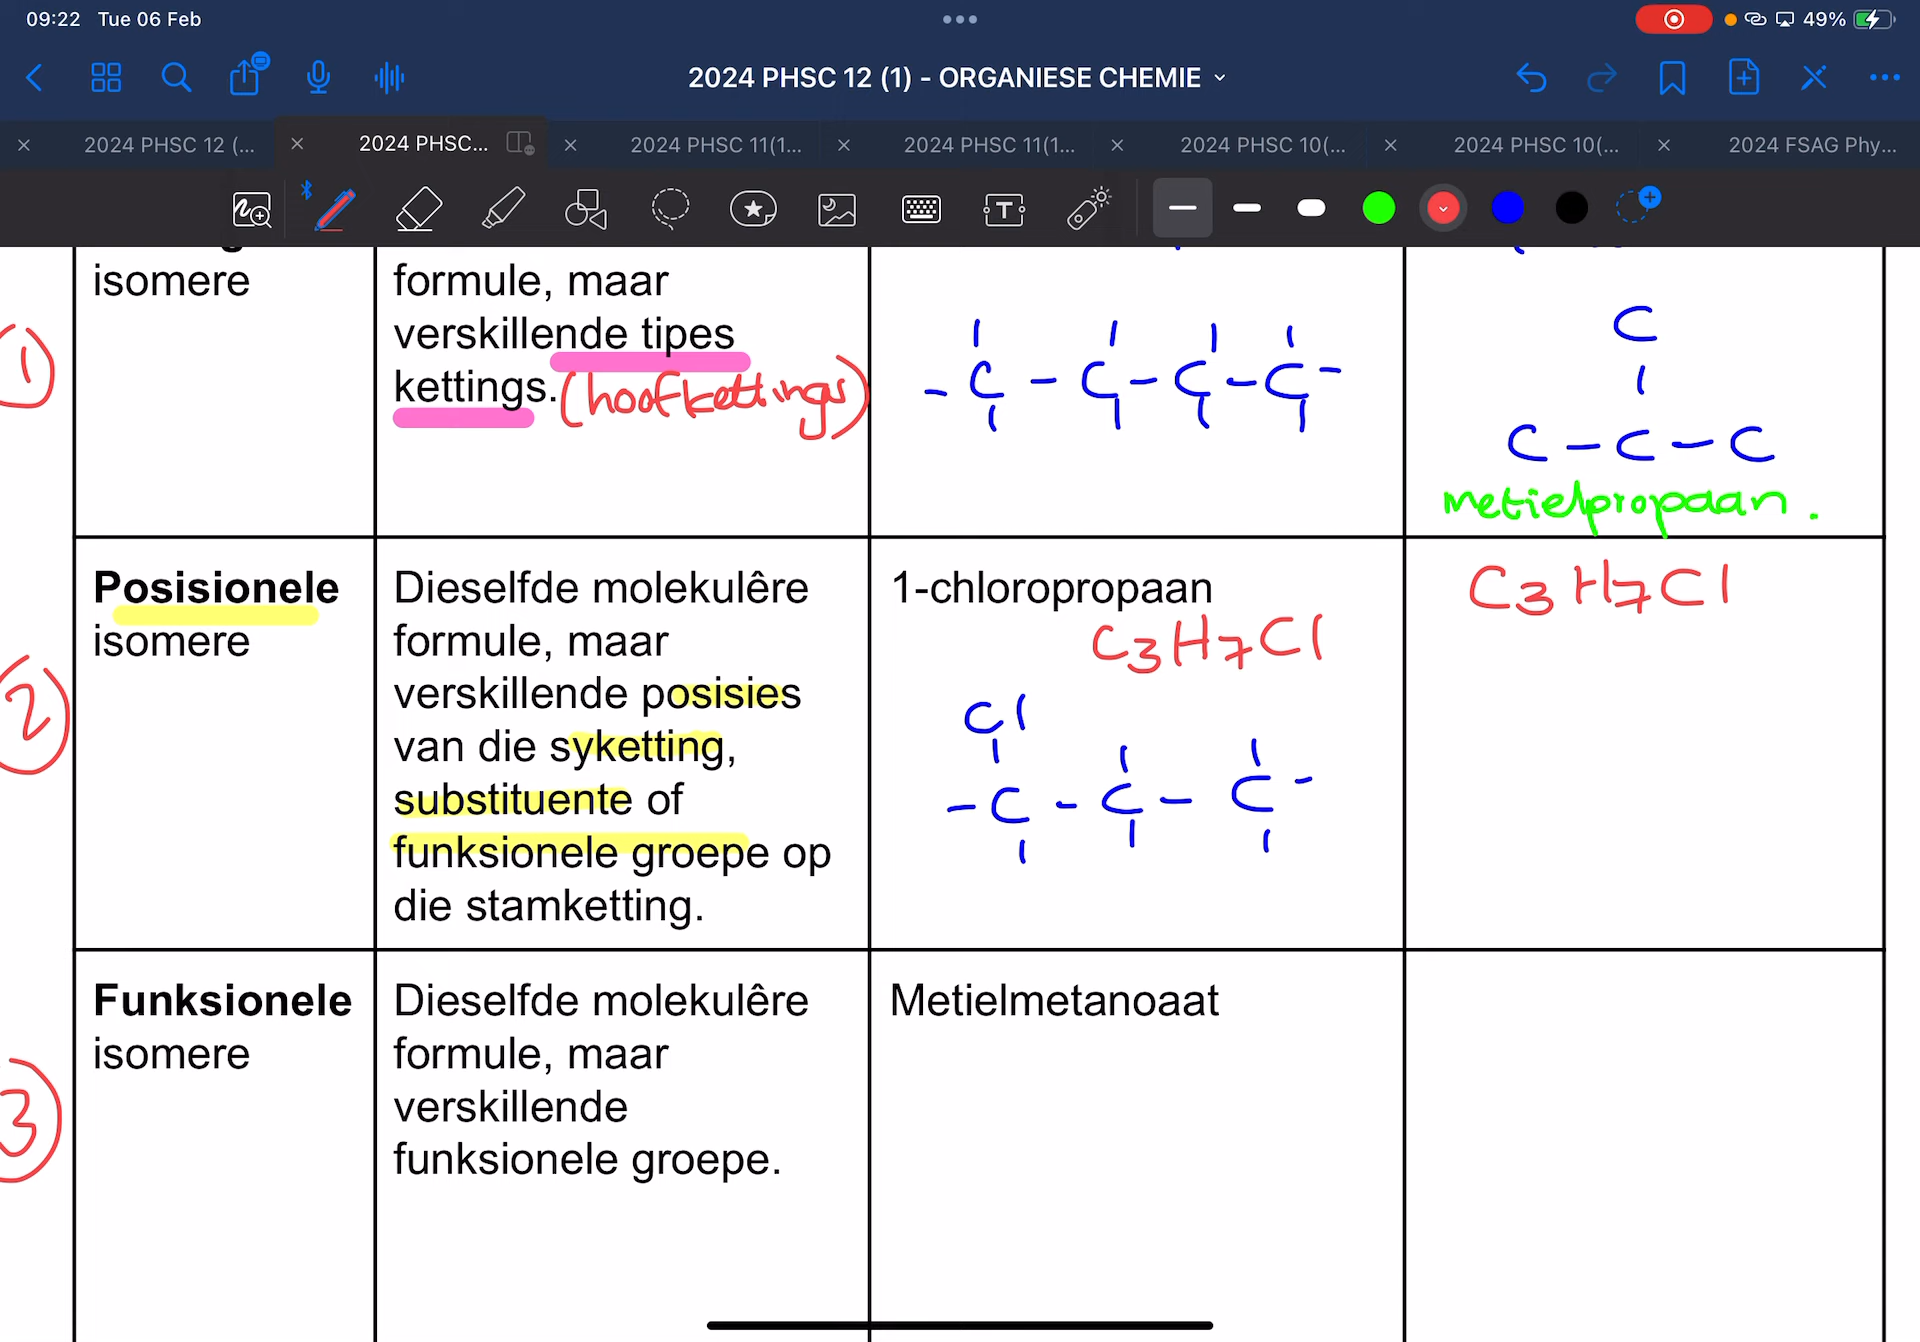 09:22 Tue 06 Feb
49%
2024 PHSC 12 (1) - ORGANIESE CHEMIE
2024 PHSC 12 (...
2024 PHSC...
2024 PHSC 11(1...
2024 PHSC 11(1...
2024 PHSC 10(...
2024 PHSC 10(...
2024 FSAG Phy...
T
1
isomere
formule, maar
verskillende tipes
kettings. (hoofkettings)
- C - C - C - C -
C
C - C - C
metielpropaan.
2
Posisionele
isomere
Dieselfde molekulêre
formule, maar
verskillende posisies
van die syketting,
substituente of
funksionele groepe op
die stamketting.
1-chloropropaan
C3H7Cl
Cl
- C - C - C -
C3H7Cl
3
Funksionele
isomere
Dieselfde molekulêre
formule, maar
verskillende
funksionele groepe.
Metielmetanoaat